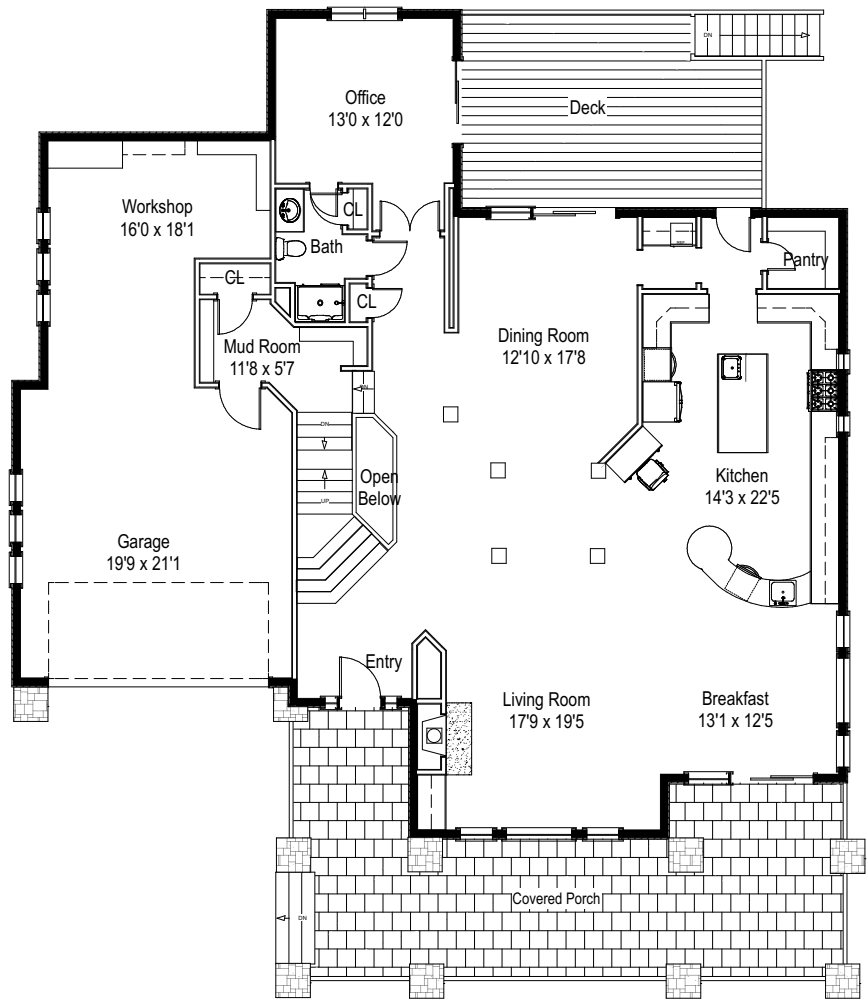 DN
Office
13'0 x 12'0
Deck
Workshop
16'0 x 18'1
CL
Bath
Pantry
CL
CL
Dining Room
12'10 x 17'8
Mud Room
11'8 x 5'7
DN
DN
Open
Below
UP
Kitchen
14'3 x 22'5
Garage
19'9 x 21'1
Entry
Living Room
17'9 x 19'5
Breakfast
13'1 x 12'5
Covered Porch
DN